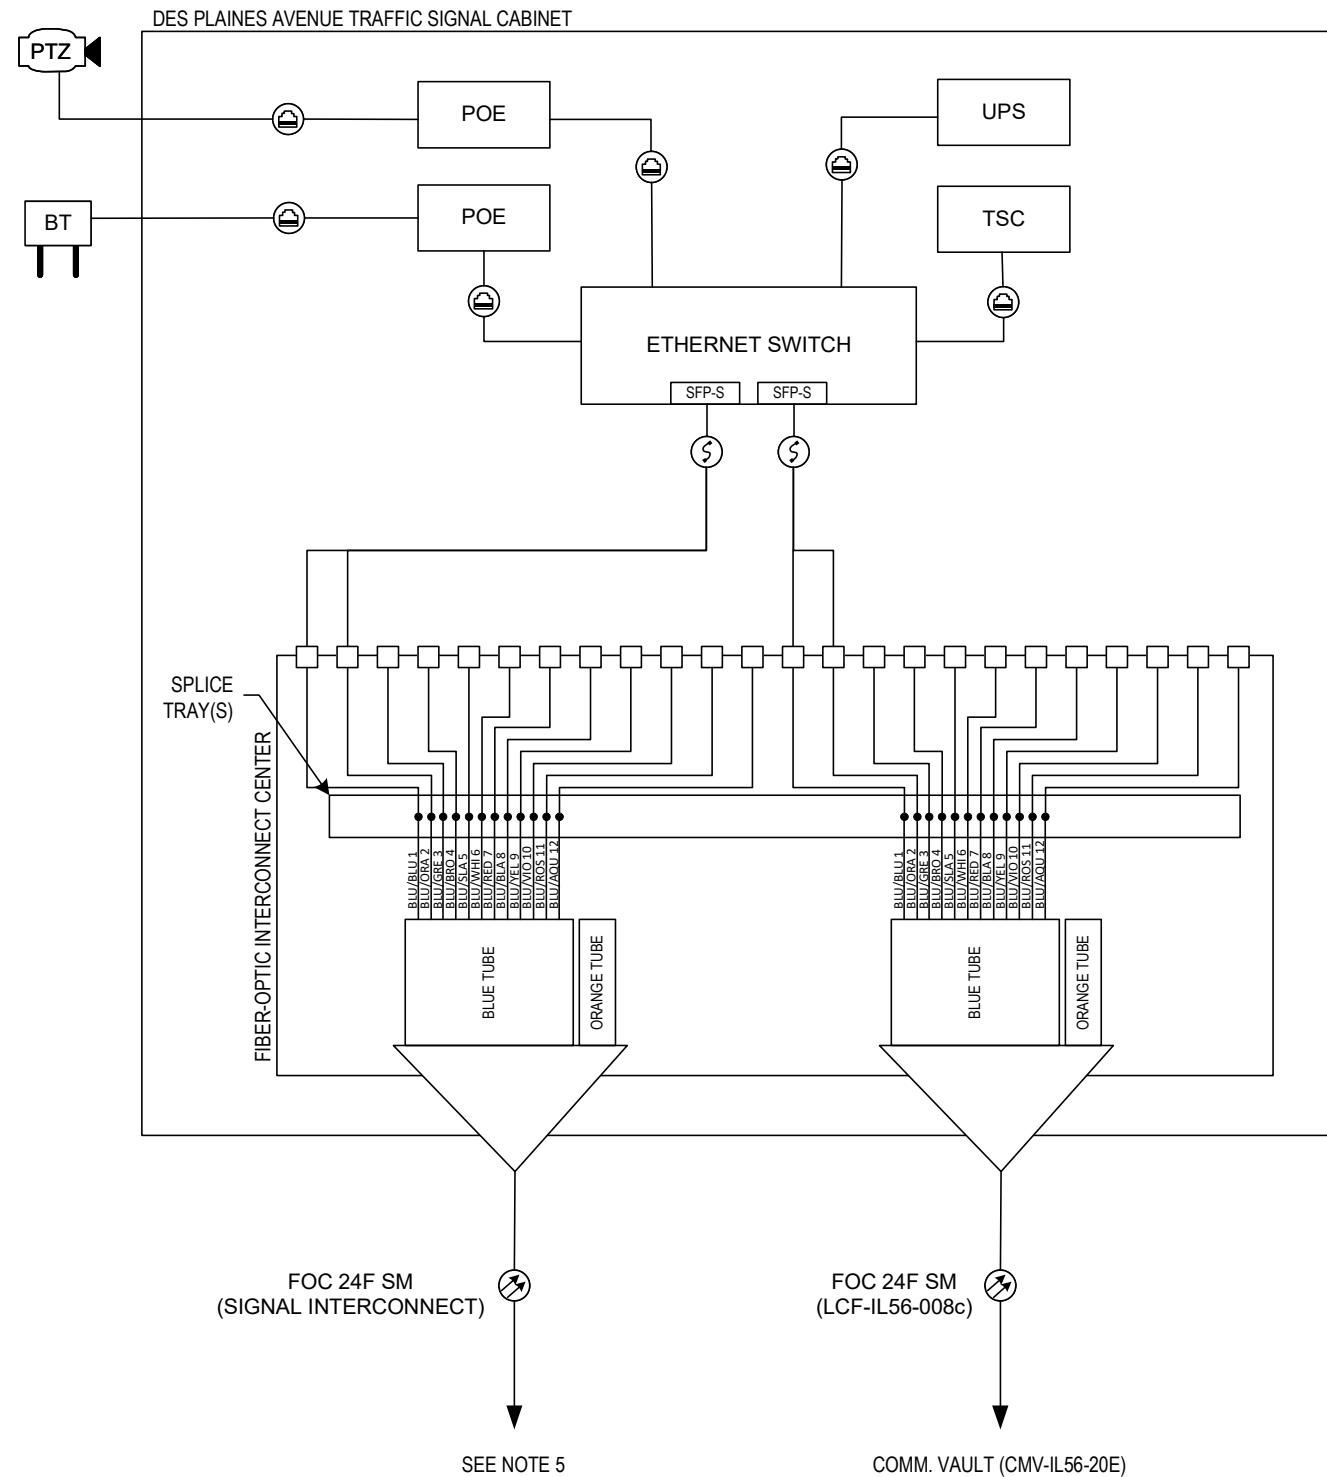 DES PLAINES AVENUE TRAFFIC SIGNAL CABINET
PTZ
POE
UPS
BT
POE
TSC
ETHERNET SWITCH
SFP-S
SFP-S
SPLICE
TRAY(S)
FIBER-OPTIC INTERCONNECT CENTER
BLU/BLU 1
BLU/ORA 2
BLU/GRE 3
BLU/BRO 4
BLU/SLA 5
BLU/WHI 6
BLU/RED 7
BLU/BLA 8
BLU/YEL 9
BLU/VIO 10
BLU/ROS 11
BLU/AQU 12
BLU/BLU 1
BLU/ORA 2
BLU/GRE 3
BLU/BRO 4
BLU/SLA 5
BLU/WHI 6
BLU/RED 7
BLU/BLA 8
BLU/YEL 9
BLU/VIO 10
BLU/ROS 11
BLU/AQU 12
BLUE TUBE
ORANGE TUBE
BLUE TUBE
ORANGE TUBE
FOC 24F SM
(SIGNAL INTERCONNECT)
FOC 24F SM
(LCF-IL56-008c)
SEE NOTE 5
COMM. VAULT (CMV-IL56-20E)